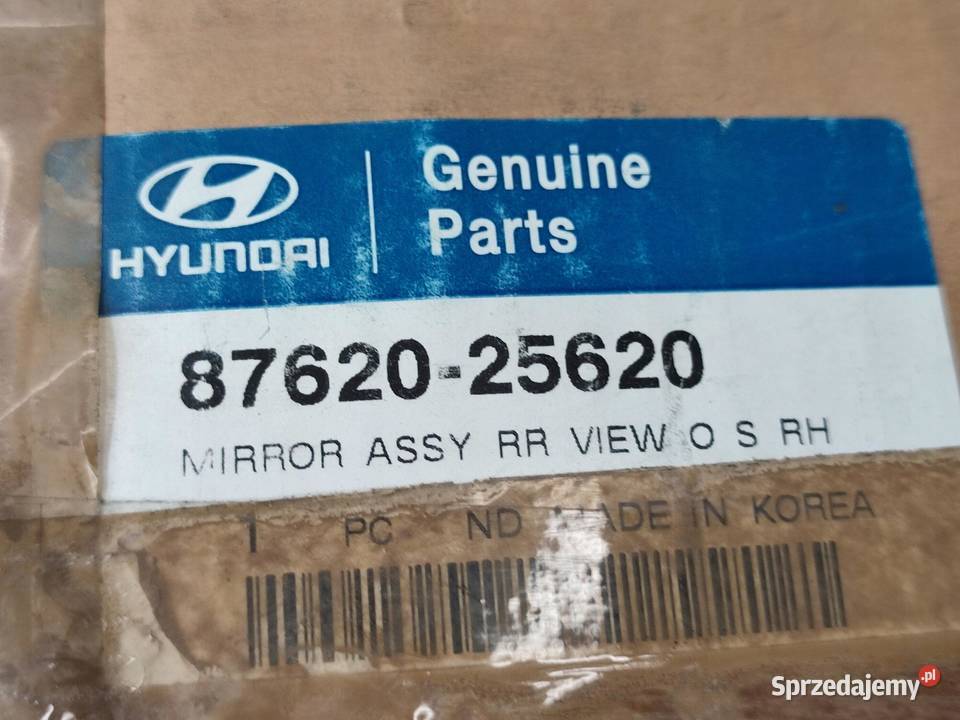 HYUNDAI
Genuine
Parts
87620-25620
MIRROR ASSY RR VIEW O S RH
1 PC ND MADE IN KOREA
Sprzedajemy.pl